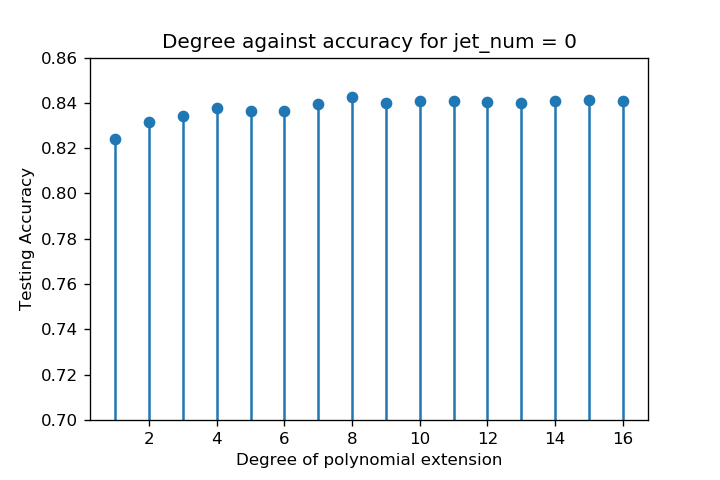 Degree against accuracy for jet_num = 0
0.86
0.84
0.82
0.80
0.78
0.76
0.74
0.72
0.70
Testing Accuracy
2 4 6 8 10 12 14 16
Degree of polynomial extension